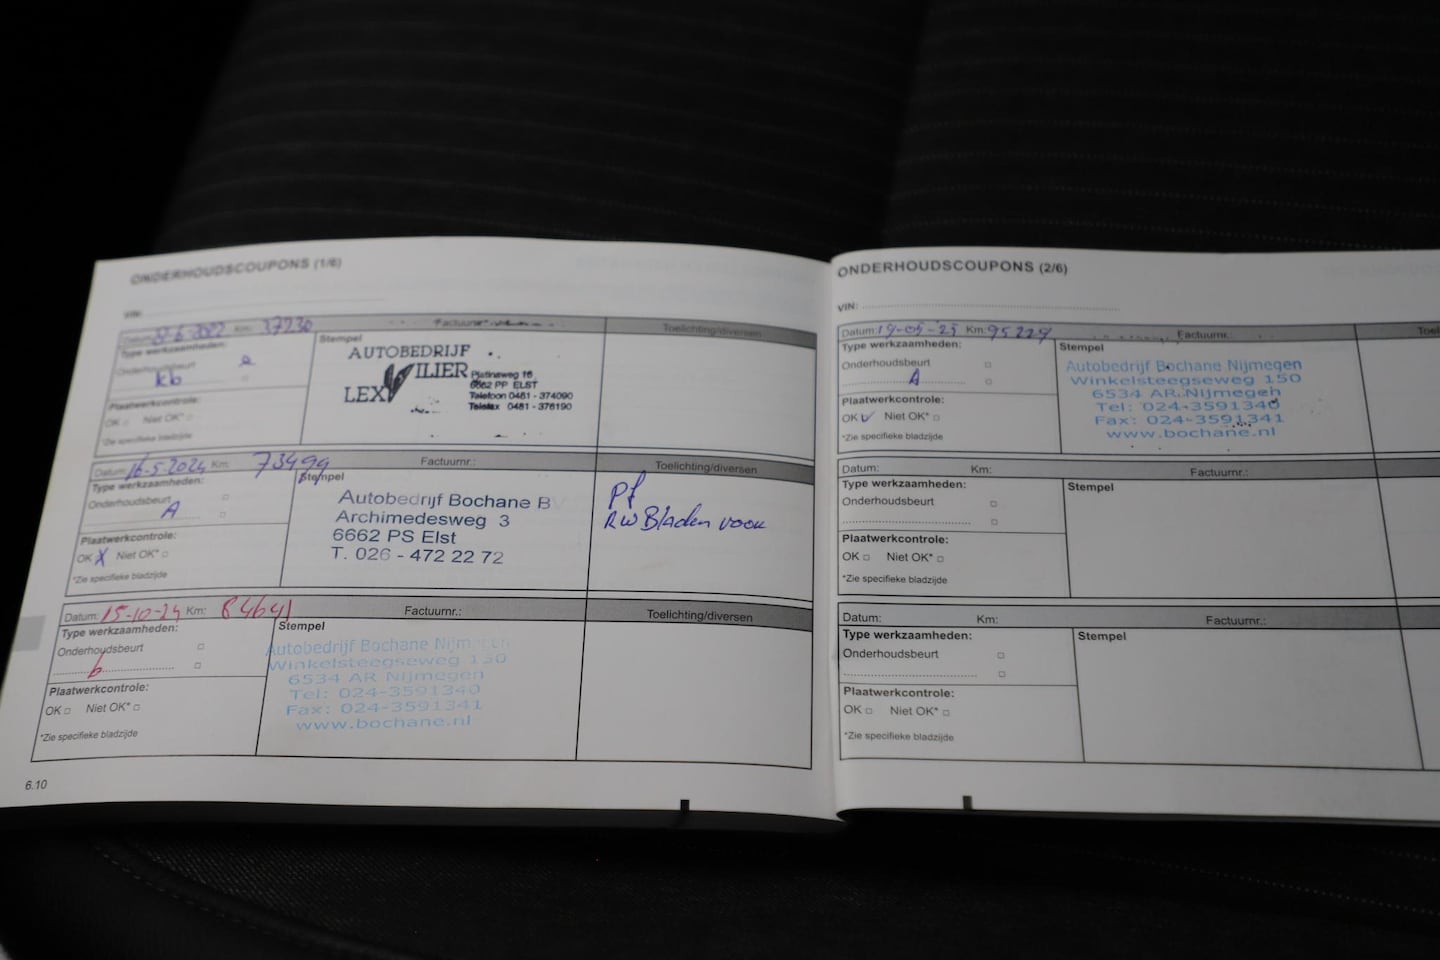 ONDERHOUDSCOUPONS (1/6)
VIN:
Datum: 6-2022 Km: 37230 Factuurnr.: Toelichting/diversen
Type werkzaamheden:
Onderhoudsbeurt
kb
Plaatwerkcontrole:
OK □ Niet OK* □
*Zie specifieke bladzijde
Stempel
AUTOBEDRIJF
LEX VILIER
Platinaweg 16
6662 PP ELST
Telefoon 0481 - 374090
Telefax 0481 - 376190
Datum: 16-5-2024 Km: 73499 Factuurnr.: Toelichting/diversen
Type werkzaamheden:
Onderhoudsbeurt □
A □
Plaatwerkcontrole:
OK X Niet OK* □
*Zie specifieke bladzijde
Stempel
Autobedrijf Bochane BV
Archimedesweg 3
6662 PS Elst
T. 026 - 472 22 72
Pf
RW Bladen voor
Datum: 15-10-24 Km: 84641 Factuurnr.: Toelichting/diversen
Type werkzaamheden:
Onderhoudsbeurt □
b □
Plaatwerkcontrole:
OK □ Niet OK* □
*Zie specifieke bladzijde
Stempel
Autobedrijf Bochane Nijmegen
Winkelsteegseweg 150
6534 AR Nijmegen
Tel: 024-3591340
Fax: 024-3591341
www.bochane.nl
6.10
ONDERHOUDSCOUPONS (2/6)
VIN:
Datum: 19-05-25 Km: 95229 Factuurnr.:
Type werkzaamheden:
Onderhoudsbeurt □
A □
Plaatwerkcontrole:
OK ✓ Niet OK* □
*Zie specifieke bladzijde
Stempel
Autobedrijf Bochane Nijmegen
Winkelsteegseweg 150
6534 AR Nijmegen
Tel: 024-3591340
Fax: 024-3591341
www.bochane.nl
Datum: Km: Factuurnr.:
Type werkzaamheden:
Onderhoudsbeurt □
□
Plaatwerkcontrole:
OK □ Niet OK* □
*Zie specifieke bladzijde
Stempel
Datum: Km: Factuurnr.:
Type werkzaamheden:
Onderhoudsbeurt □
□
Plaatwerkcontrole:
OK □ Niet OK* □
*Zie specifieke bladzijde
Stempel